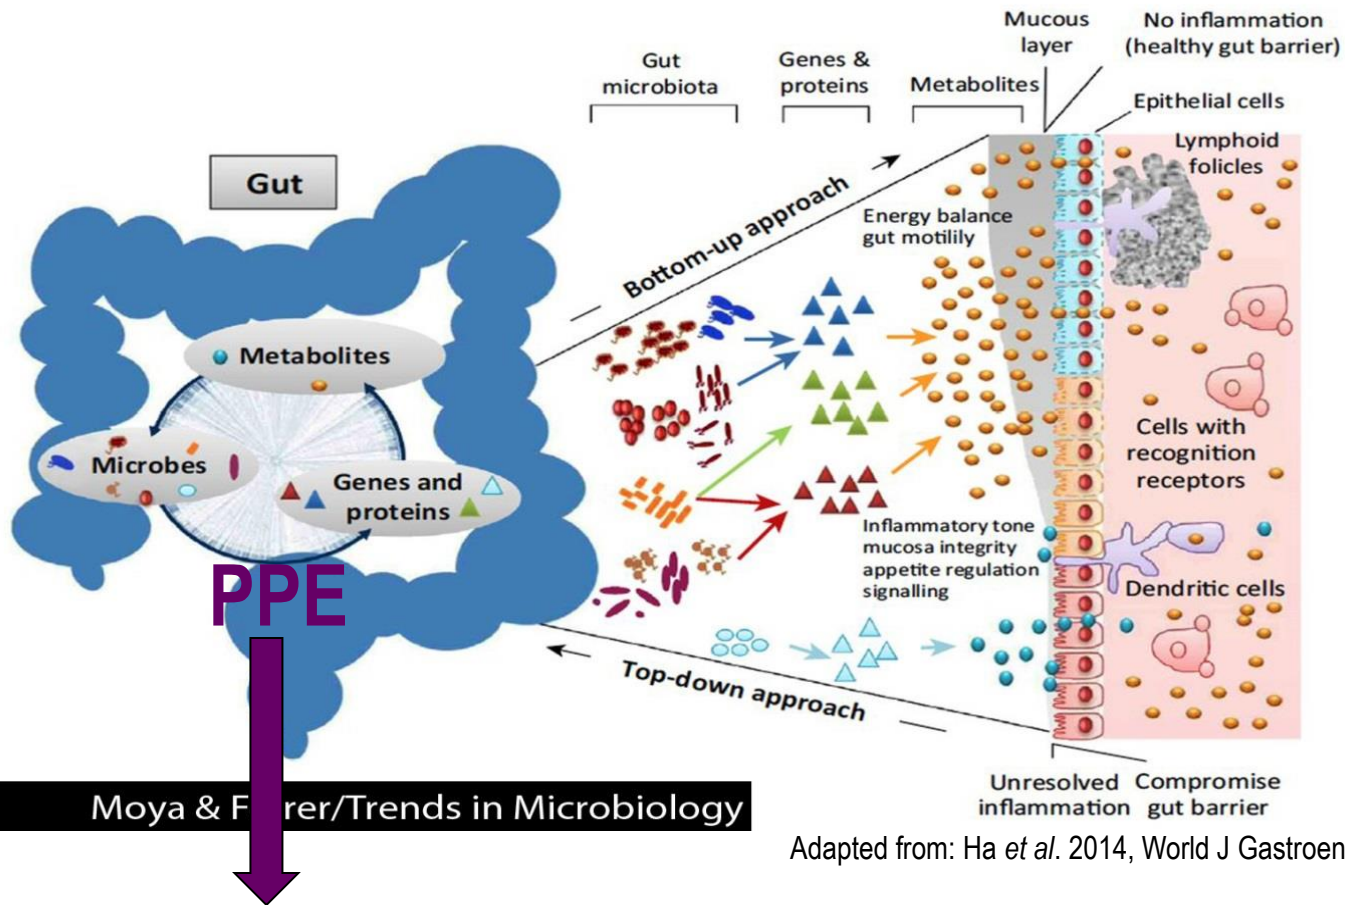 Mucous
layer
No inflammation
(healthy gut barrier)
Gut
microbiota
Genes &
proteins
Metabolites
Epithelial cells
Lymphoid
folicles
Gut
Bottom-up approach
Energy balance
gut motilily
Metabolites
Microbes
Genes and
proteins
Cells with
recognition
receptors
Inflammatory tone
mucosa integrity
appetite regulation
signalling
Dendritic cells
PPE
Top-down approach
Unresolved
inflammation
Compromise
gut barrier
Moya & F rer/Trends in Microbiology
Adapted from: Ha et al. 2014, World J Gastroen